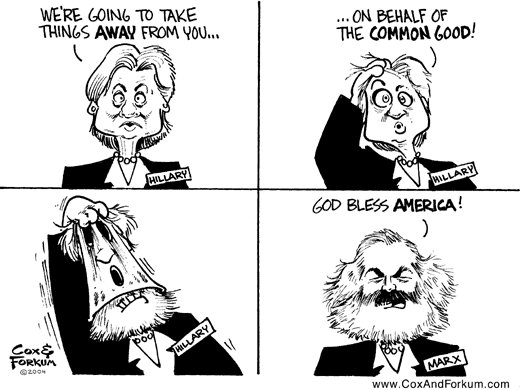 WE'RE GOING TO TAKE
THINGS AWAY FROM YOU...
HILLARY
...ON BEHALF OF
THE COMMON GOOD!
HILLARY
HILLARY
COX &
FORKUM
©2004
GOD BLESS AMERICA!
MARX
www.CoxAndForkum.com